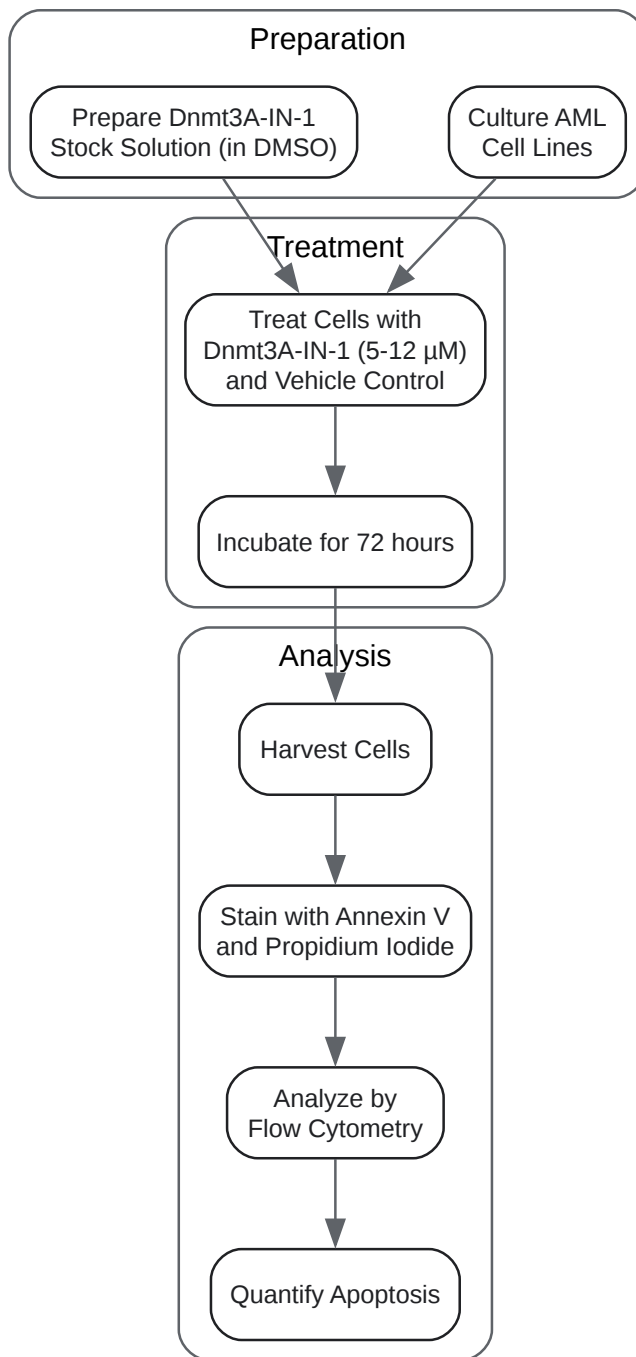 Preparation
Prepare Dnmt3A-IN-1
Stock Solution (in DMSO)
Culture AML
Cell Lines
Treatment
Treat Cells with
Dnmt3A-IN-1 (5-12 µM)
and Vehicle Control
Incubate for 72 hours
Analysis
Harvest Cells
Stain with Annexin V
and Propidium Iodide
Analyze by
Flow Cytometry
Quantify Apoptosis